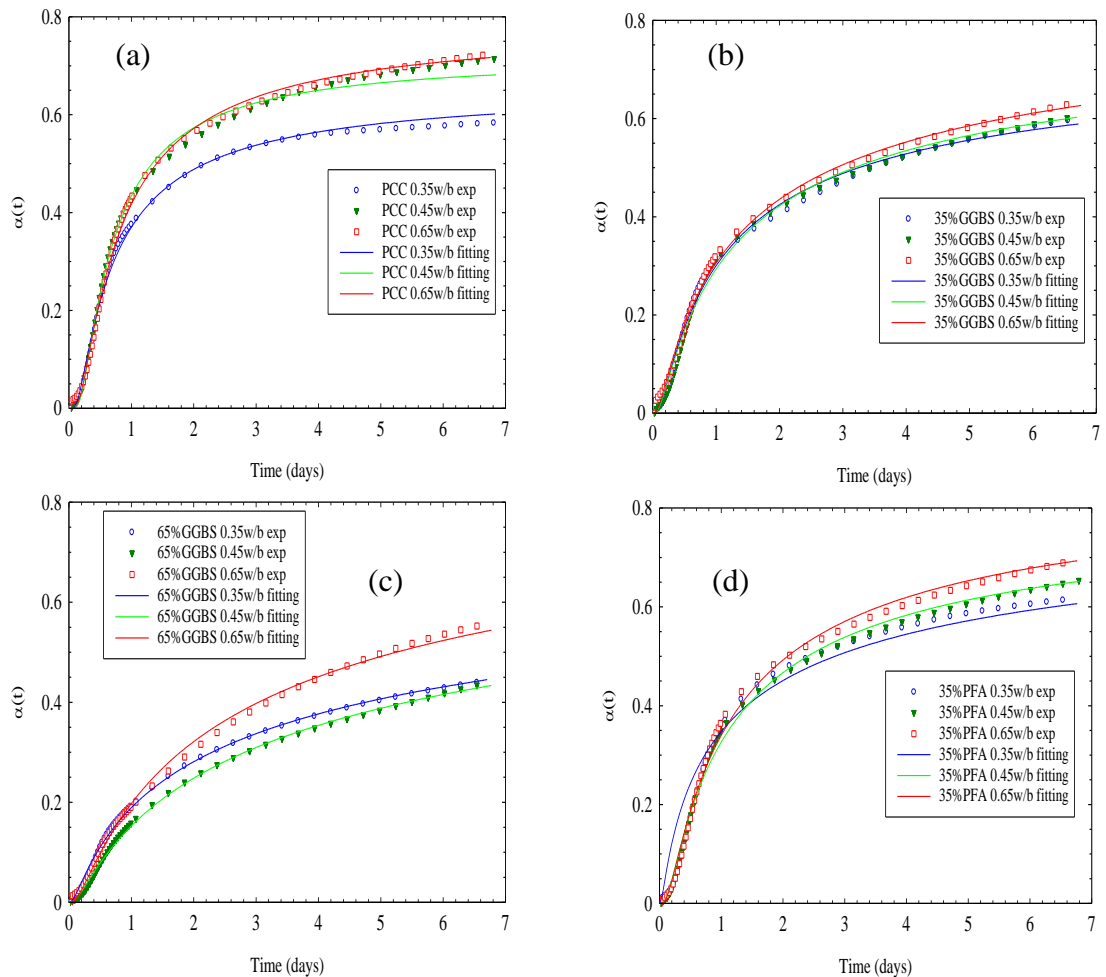 (a)
0.8
0.6
0.4
0.2
0
α(t)
PCC 0.35w/b exp
PCC 0.45w/b exp
PCC 0.65w/b exp
PCC 0.35w/b fitting
PCC 0.45w/b fitting
PCC 0.65w/b fitting
0 1 2 3 4 5 6 7
Time (days)
(b)
0.8
0.6
0.4
0.2
0
α(t)
35%GGBS 0.35w/b exp
35%GGBS 0.45w/b exp
35%GGBS 0.65w/b exp
35%GGBS 0.35w/b fitting
35%GGBS 0.45w/b fitting
35%GGBS 0.65w/b fitting
0 1 2 3 4 5 6 7
Time (days)
0.8
0.6
0.4
0.2
0
α(t)
65%GGBS 0.35w/b exp
65%GGBS 0.45w/b exp
65%GGBS 0.65w/b exp
65%GGBS 0.35w/b fitting
65%GGBS 0.45w/b fitting
65%GGBS 0.65w/b fitting
(c)
0 1 2 3 4 5 6 7
Time (days)
(d)
0.8
0.6
0.4
0.2
0
α(t)
35%PFA 0.35w/b exp
35%PFA 0.45w/b exp
35%PFA 0.65w/b exp
35%PFA 0.35w/b fitting
35%PFA 0.45w/b fitting
35%PFA 0.65w/b fitting
0 1 2 3 4 5 6 7
Time (days)